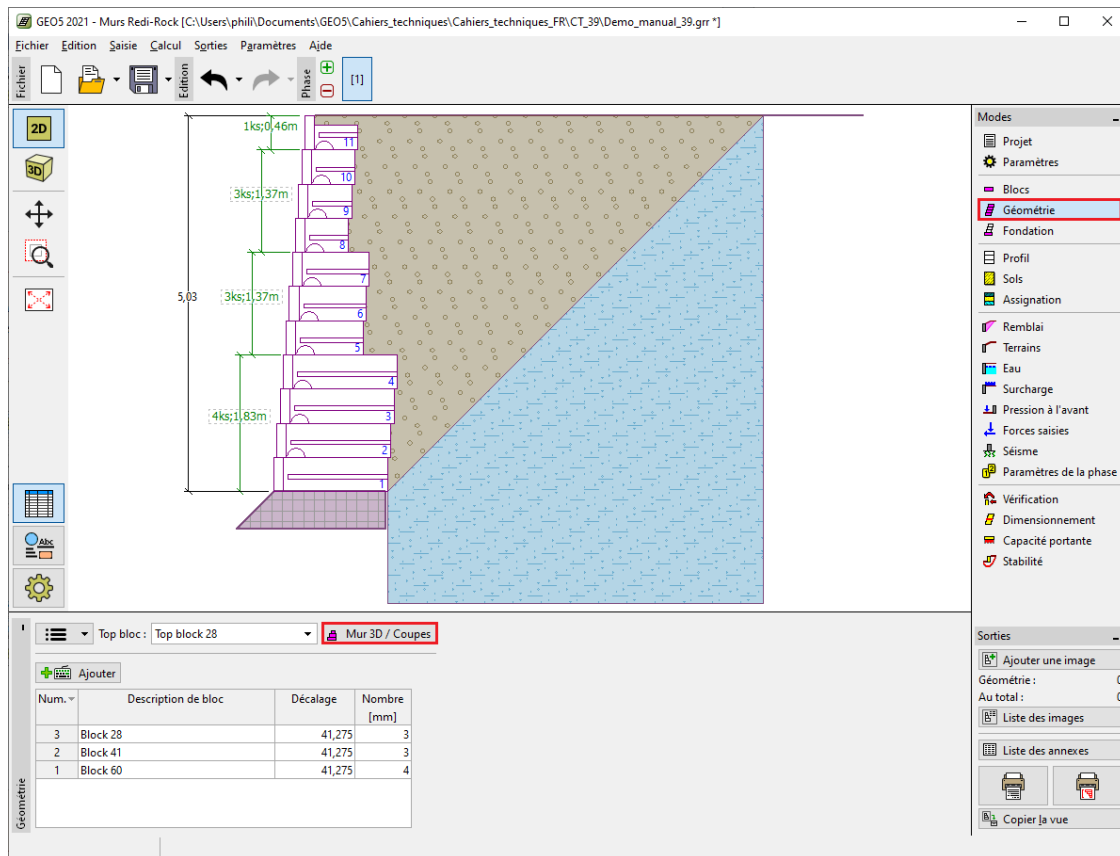 GEO5 2021 - Murs Redi-Rock [C:\Users\phili\Documents\GEO5\Cahiers_techniques\Cahiers_techniques_FR\CT_39\Demo_manual_39.grr *]
Fichier Edition Saisie Calcul Sorties Paramètres Aide
Fichier
Edition
Phase
[1]
2D
3D
Abc
1ks;0,46m
3ks;1,37m
5,03
3ks;1,37m
4ks;1,83m
11
10
9
8
7
6
5
4
3
2
1
Modes
Projet
Paramètres
Blocs
Géométrie
Fondation
Profil
Sols
Assignation
Remblai
Terrains
Eau
Surcharge
Pression à l'avant
Forces saisies
Séisme
Paramètres de la phase
Vérification
Dimensionnement
Capacité portante
Stabilité
Géométrie
Top bloc : Top block 28 Mur 3D / Coupes
Ajouter
Num. Description de bloc Décalage Nombre
[mm]
3 Block 28 41,275 3
2 Block 41 41,275 3
1 Block 60 41,275 4
Sorties
Ajouter une image
Géométrie : 0
Au total : 0
Liste des images
Liste des annexes
Copier la vue